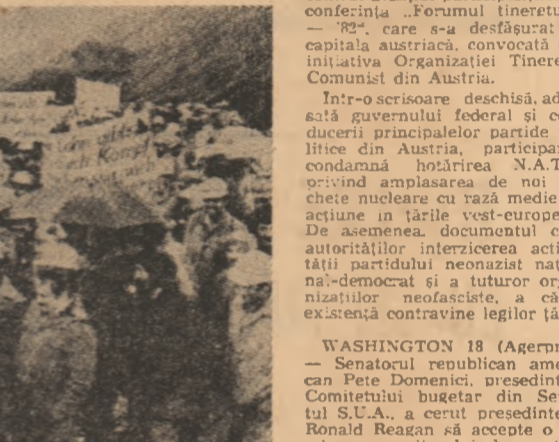 conferința „Forumul tineretu
— '82“, care s-a desfășurat
capitala austriacă, convocată
inițiativa Organizației Tinere
Comunist din Austria.
Intr-o scrisoare deschisă, ad
sată guvernului federal și c
ducerii principalelor partide
litice din Austria, participa
condamnă hotărîrea N.A.T
privind amplasarea de noi
chete nucleare cu rază medie
acțiune în țările vest-europe
De asemenea, documentul c
autorităților interzicerea acti
tății partidului neonazist naț
nal-democrat și a tuturor org
nizațiilor neofasciste, a că
existență contravine legilor ță
WASHINGTON 18 (Agerpr
— Senatorul republican ame
can Pete Domenici, președint
Comitetului bugetar din Se
tul S.U.A., a cerut președinte
Ronald Reagan să accepte o